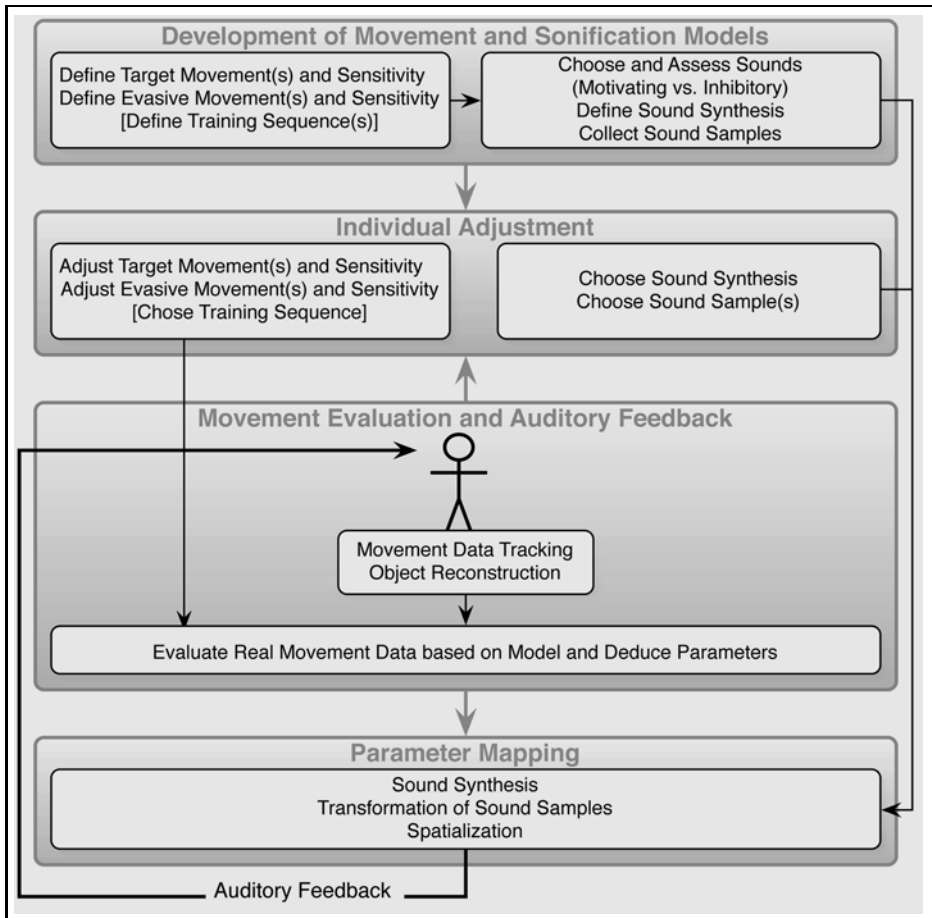 Development of Movement and Sonification Models
Define Target Movement(s) and Sensitivity
Define Evasive Movement(s) and Sensitivity
[Define Training Sequence(s)]
Choose and Assess Sounds
(Motivating vs. Inhibitory)
Define Sound Synthesis
Collect Sound Samples
Individual Adjustment
Adjust Target Movement(s) and Sensitivity
Adjust Evasive Movement(s) and Sensitivity
[Chose Training Sequence]
Choose Sound Synthesis
Choose Sound Sample(s)
Movement Evaluation and Auditory Feedback
Movement Data Tracking
Object Reconstruction
Evaluate Real Movement Data based on Model and Deduce Parameters
Parameter Mapping
Sound Synthesis
Transformation of Sound Samples
Spatialization
Auditory Feedback